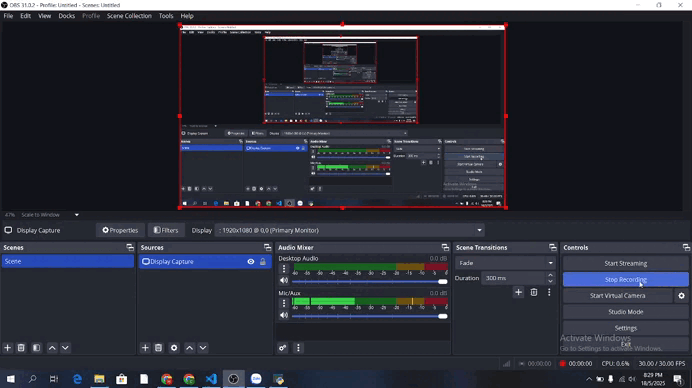 OBS 31.0.2 - Profile: Untitled - Scenes: Untitled
File Edit View Docks Profile Scene Collection Tools Help
47% Scale to Window
Display Capture Properties Filters Display : 1920x1080 @ 0,0 (Primary Monitor)
Scenes Sources Audio Mixer Scene Transitions Controls
Scene Display Capture Desktop Audio 0.0 dB Fade Start Streaming
-60 -55 -50 -45 -40 -35 -30 -25 -20 -15 -10 -5 0
Duration 300 ms Stop Recording
Mic/Aux 0.0 dB Start Virtual Camera
-60 -55 -50 -45 -40 -35 -30 -25 -20 -15 -10 -5 0
Studio Mode
Settings
Activate Windows
Exit
Go to Settings to activate Windows.
00:00:00 00:00:00 CPU: 0.6% 30.00 / 30.00 FPS
8:29 PM
18/5/2025